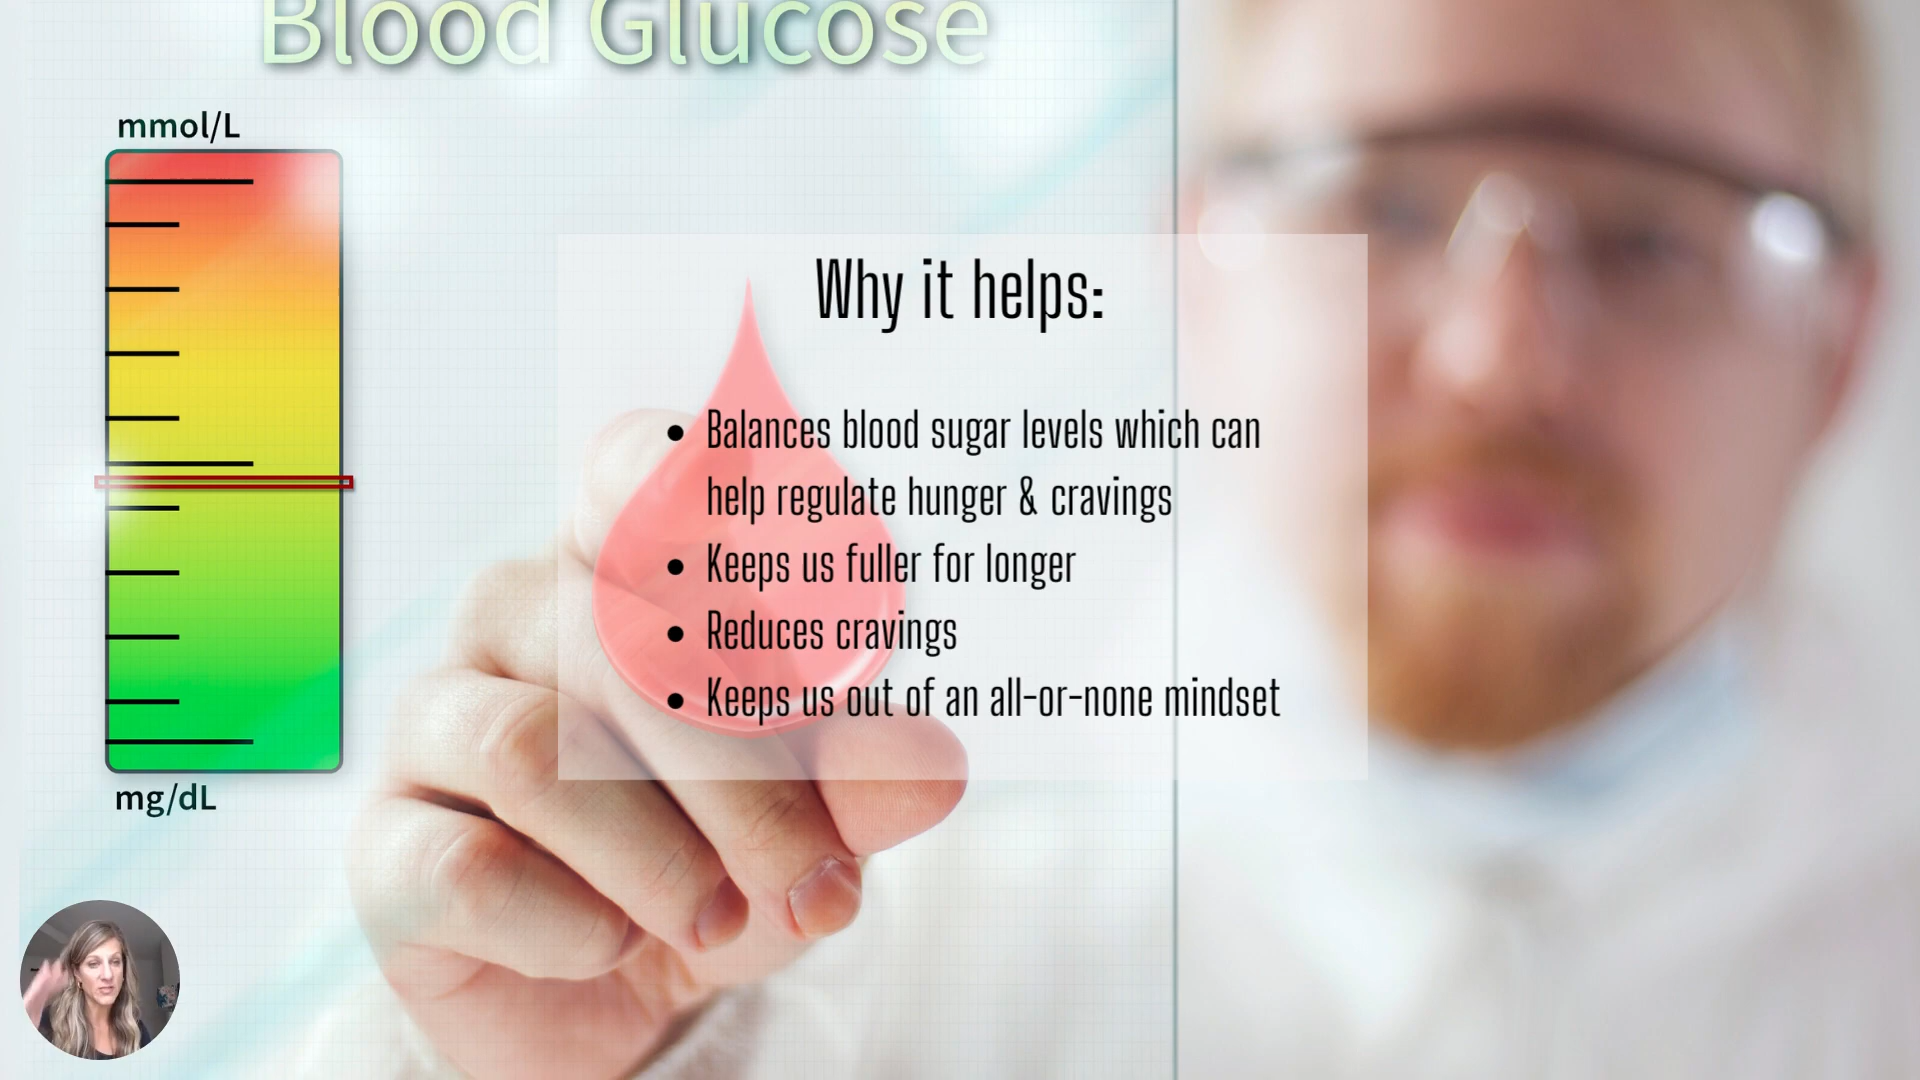 Blood Glucose
mmol/L
Why it helps:
• Balances blood sugar levels which can
help regulate hunger & cravings
• Keeps us fuller for longer
• Reduces cravings
• Keeps us out of an all-or-none mindset
mg/dL